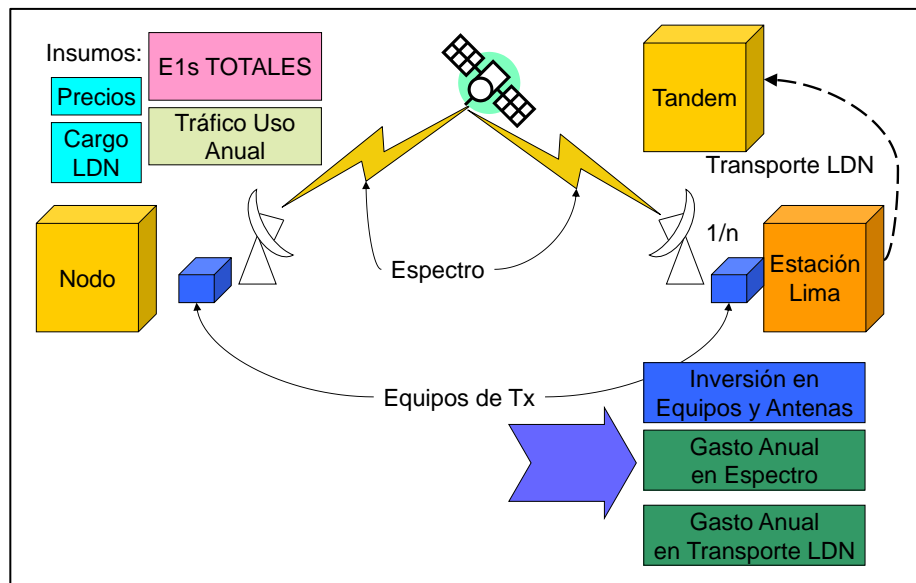 Insumos:
E1s TOTALES
Precios
Cargo
LDN
Tráfico Uso
Anual
Tandem
Transporte LDN
1/n
Nodo
Espectro
Estación
Lima
Equipos de Tx
Inversión en
Equipos y Antenas
Gasto Anual
en Espectro
Gasto Anual
en Transporte LDN